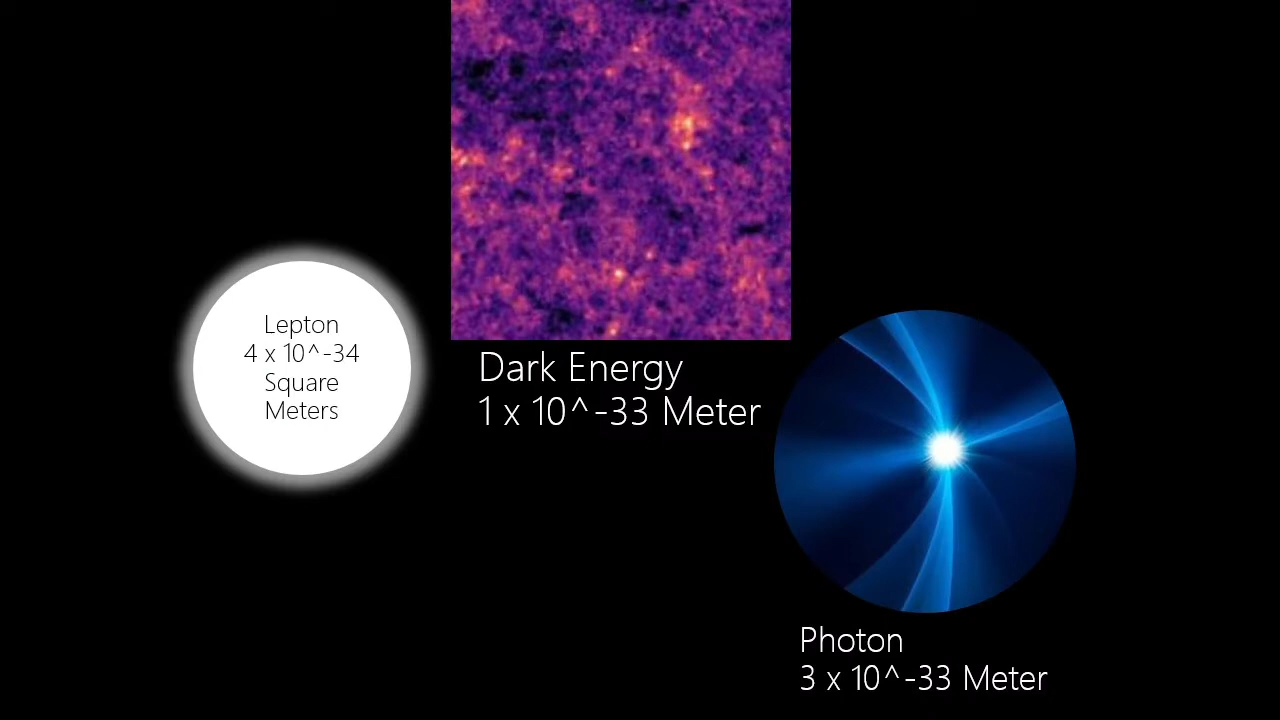 Lepton
4 x 10^-34
Square
Meters
Dark Energy
1 x 10^-33 Meter
Photon
3 x 10^-33 Meter